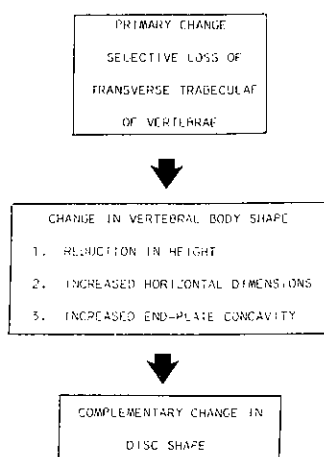 PRIMARY CHANGE
SELECTIVE LOSS OF
TRANSVERSE TRABECULAE
OF VERTEBRAE
CHANGE IN VERTEBRAL BODY SHAPE
1. REDUCTION IN HEIGHT
2. INCREASED HORIZONTAL DIMENSIONS
3. INCREASED END-PLATE CONCAVITY
COMPLEMENTARY CHANGE IN
DISC SHAPE